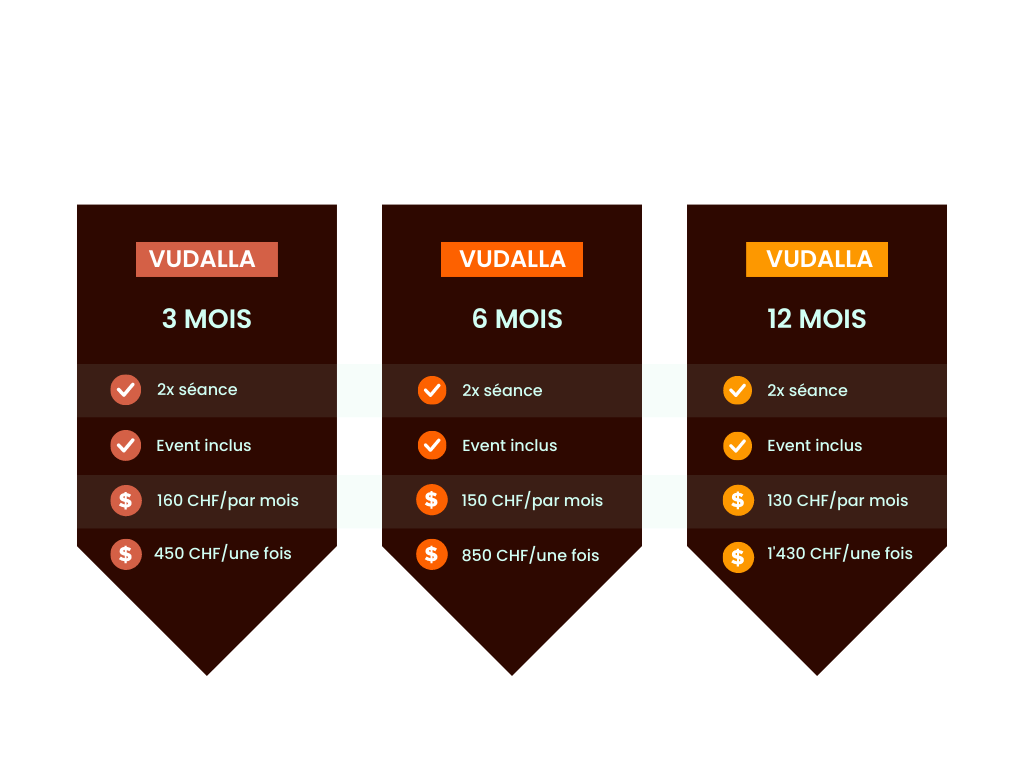 VUDALLA
3 MOIS
2x séance
Event inclus
$ 160 CHF/par mois
$ 450 CHF/une fois
VUDALLA
6 MOIS
2x séance
Event inclus
$ 150 CHF/par mois
$ 850 CHF/une fois
VUDALLA
12 MOIS
2x séance
Event inclus
$ 130 CHF/par mois
$ 1'430 CHF/une fois